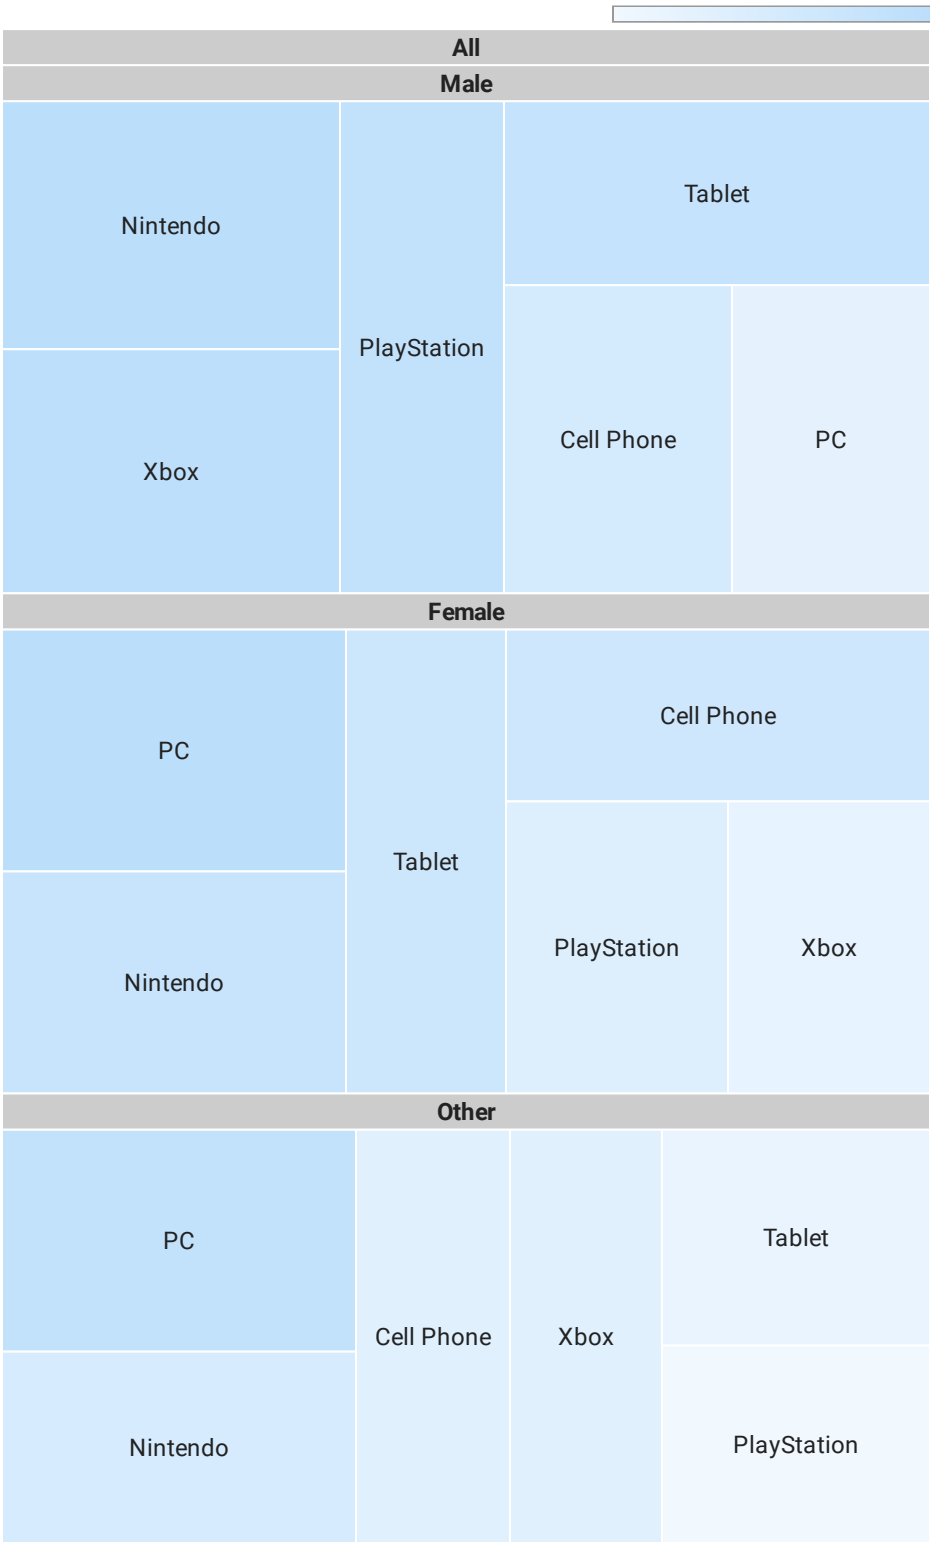 All
Male
Nintendo
Xbox
PlayStation
Tablet
Cell Phone
PC
Female
PC
Nintendo
Tablet
Cell Phone
PlayStation
Xbox
Other
PC
Nintendo
Cell Phone
Xbox
Tablet
PlayStation